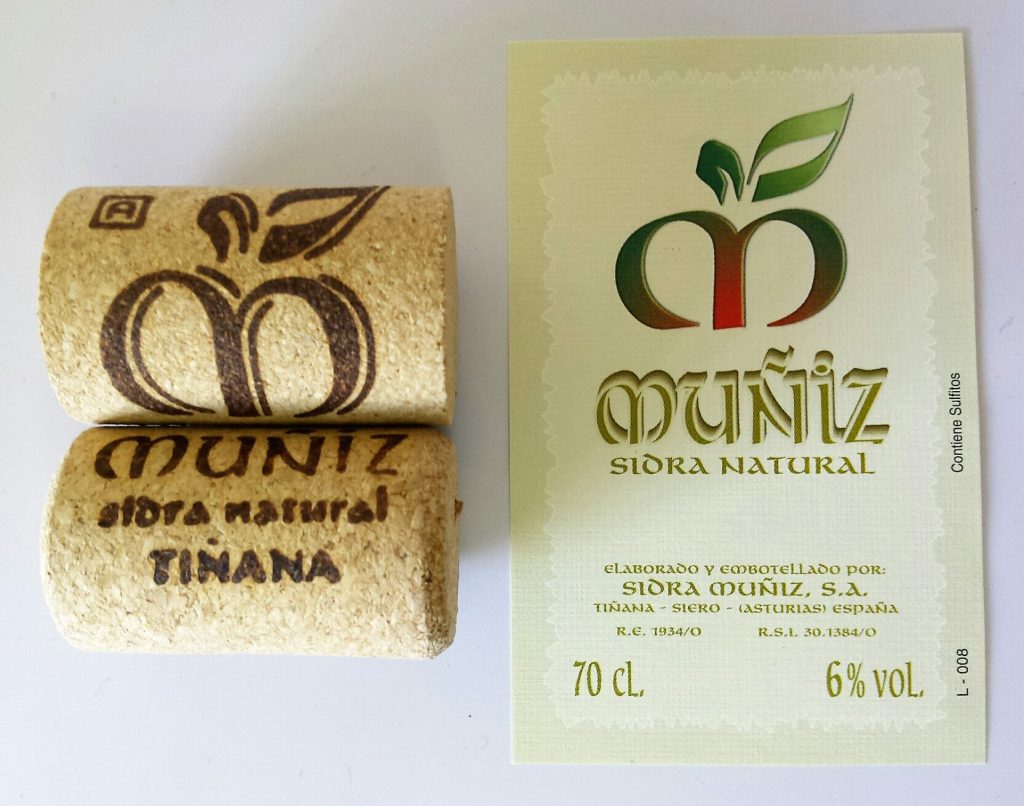 A
MUÑIZ
sidra natural
TIÑANA
MUÑiZ
SIDRA NATURAL
ELABORADO Y EMBOTELLADO POR:
SIDRA MUÑIZ, S.A.
TIÑANA - SIERO - (ASTURIAS) ESPAÑA
R.E. 1934/O R.S.I. 30.1384/O
70 cL. 6% VOL.
Contiene Sulfitos
L - 008